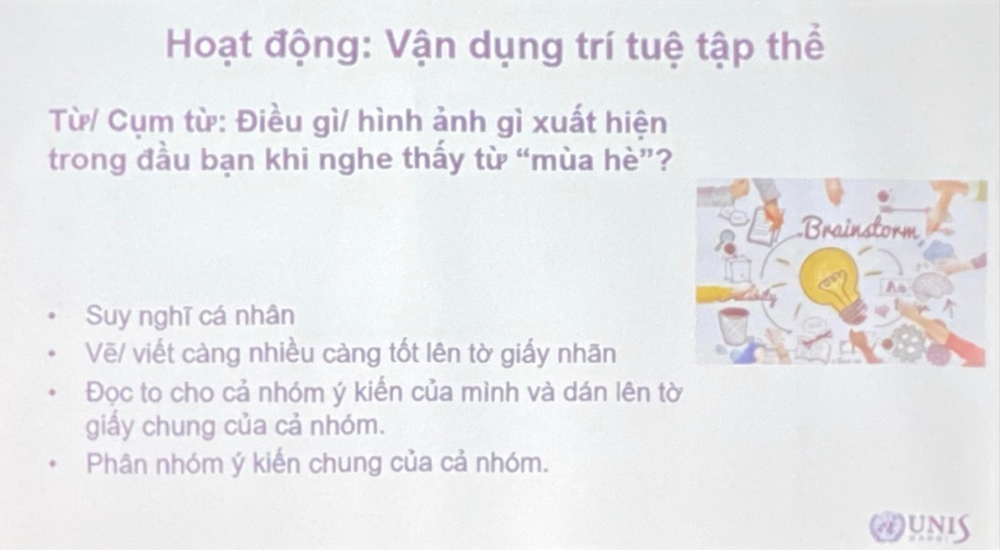 Hoạt động: Vận dụng trí tuệ tập thể
Từ/ Cụm từ: Điều gì/ hình ảnh gì xuất hiện
trong đầu bạn khi nghe thấy từ “mùa hè”?
Brainstorm
Aa
• Suy nghĩ cá nhân
• Vẽ/ viết càng nhiều càng tốt lên tờ giấy nhãn
• Đọc to cho cả nhóm ý kiến của mình và dán lên tờ
giấy chung của cả nhóm.
• Phân nhóm ý kiến chung của cả nhóm.
UNIS
HANOI